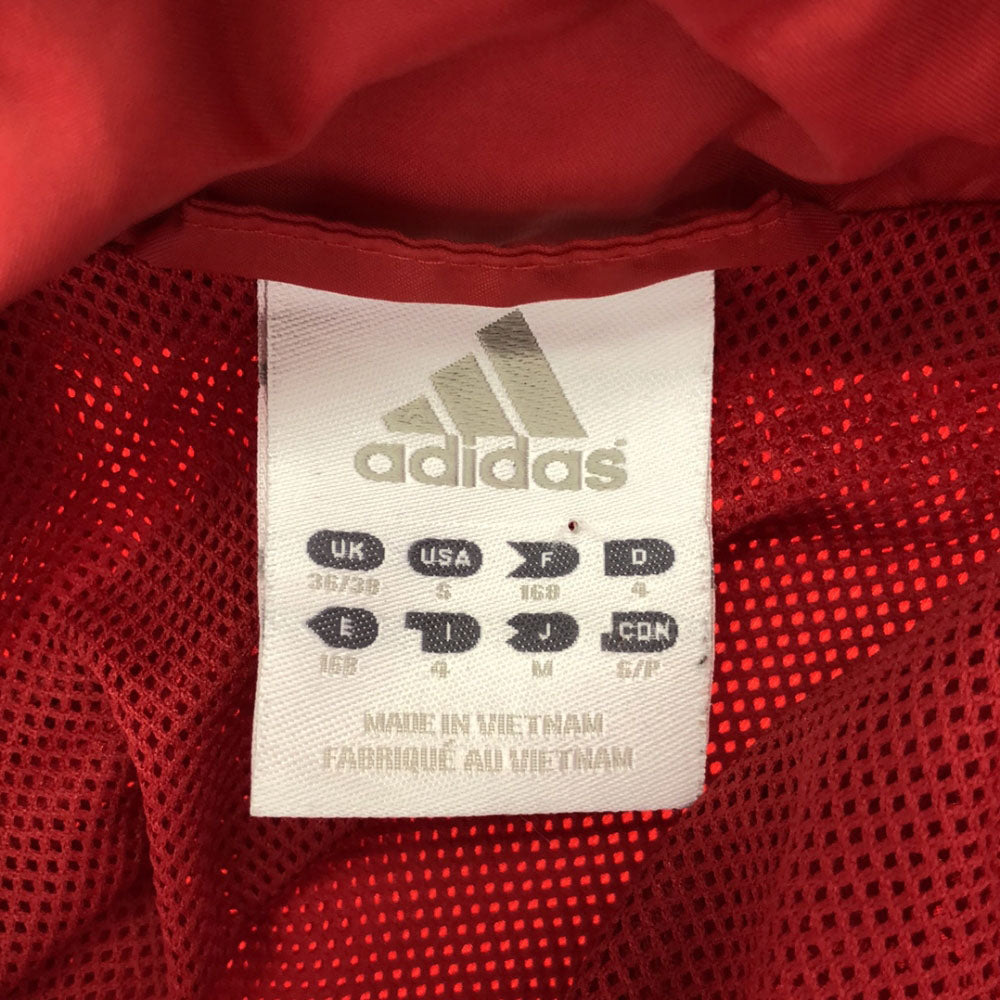 adidas
UK USA F D
36/38 S 168 4
E I J CDN
168 4 M S/P
MADE IN VIETNAM
FABRIQUÉ AU VIETNAM